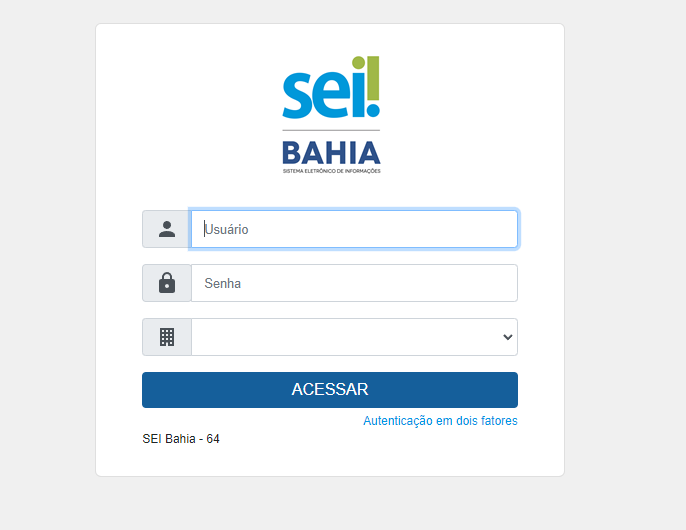 sei!
BAHIA
SISTEMA ELETRÔNICO DE INFORMAÇÕES
Usuário
Senha
ACESSAR
Autenticação em dois fatores
SEI Bahia - 64